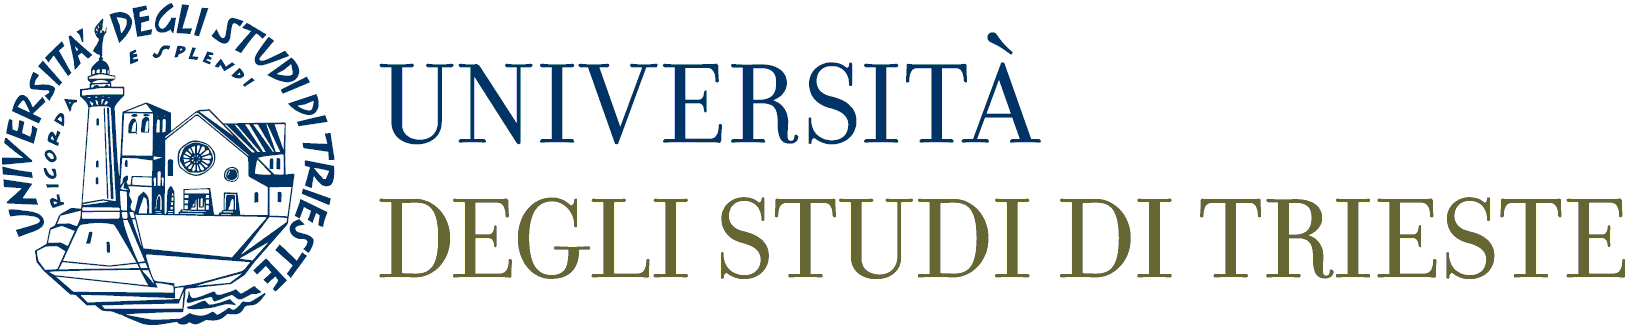 UNIVERSITÀ DEGLI STUDI DI TRIESTE
RICORDA E SPLENDI
UNIVERSITÀ
DEGLI STUDI DI TRIESTE